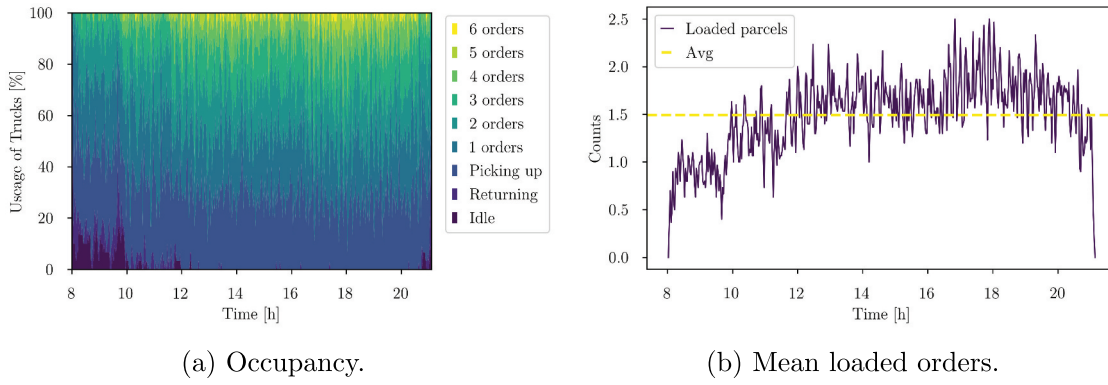 100
80
60
40
20
0
Uscage of Trucks [%]
8 10 12 14 16 18 20
Time [h]
6 orders
5 orders
4 orders
3 orders
2 orders
1 orders
Picking up
Returning
Idle
(a) Occupancy.
2.5
2.0
1.5
1.0
0.5
0.0
Counts
Loaded parcels
Avg
8 10 12 14 16 18 20
Time [h]
(b) Mean loaded orders.